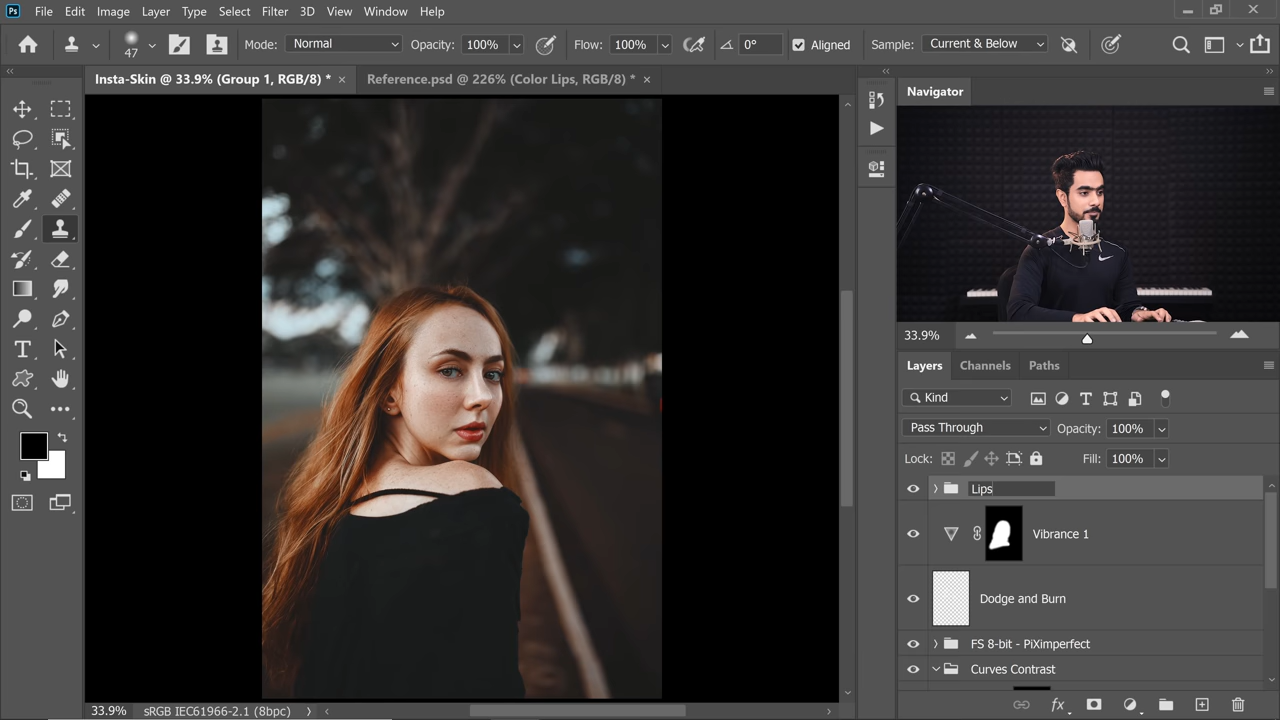 Ps File Edit Image Layer Type Select Filter 3D View Window Help
47 Mode: Normal Opacity: 100% Flow: 100% 0° Aligned Sample: Current & Below
Insta-Skin @ 33.9% (Group 1, RGB/8) * Reference.psd @ 226% (Color Lips, RGB/8) *
Navigator
33.9%
Layers Channels Paths
Kind
Pass Through Opacity: 100%
Lock: Fill: 100%
Lips
Vibrance 1
Dodge and Burn
FS 8-bit - PiXimperfect
Curves Contrast
fx
33.9% sRGB IEC61966-2.1 (8bpc)